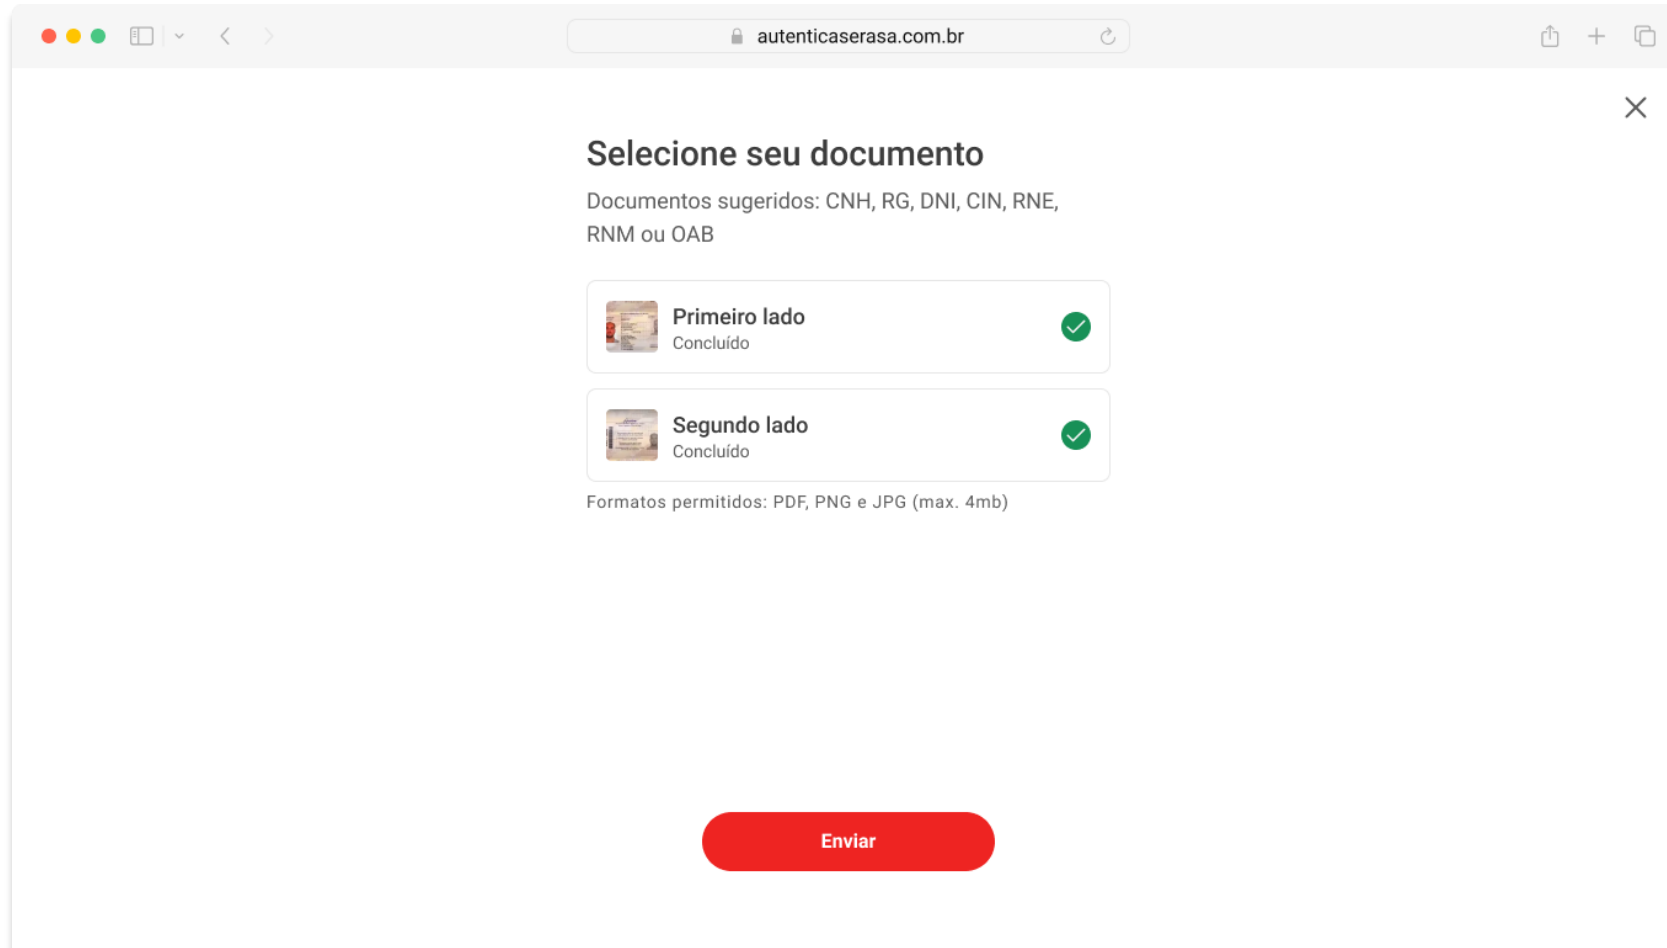 autenticaserasa.com.br
Selecione seu documento
Documentos sugeridos: CNH, RG, DNI, CIN, RNE,
RNM ou OAB
Primeiro lado
Concluído
Segundo lado
Concluído
Formatos permitidos: PDF, PNG e JPG (max. 4mb)
Enviar